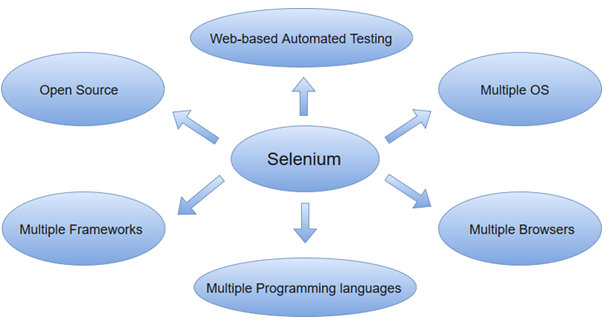 Web-based Automated Testing
Open Source
Multiple OS
Selenium
Multiple Frameworks
Multiple Browsers
Multiple Programming languages